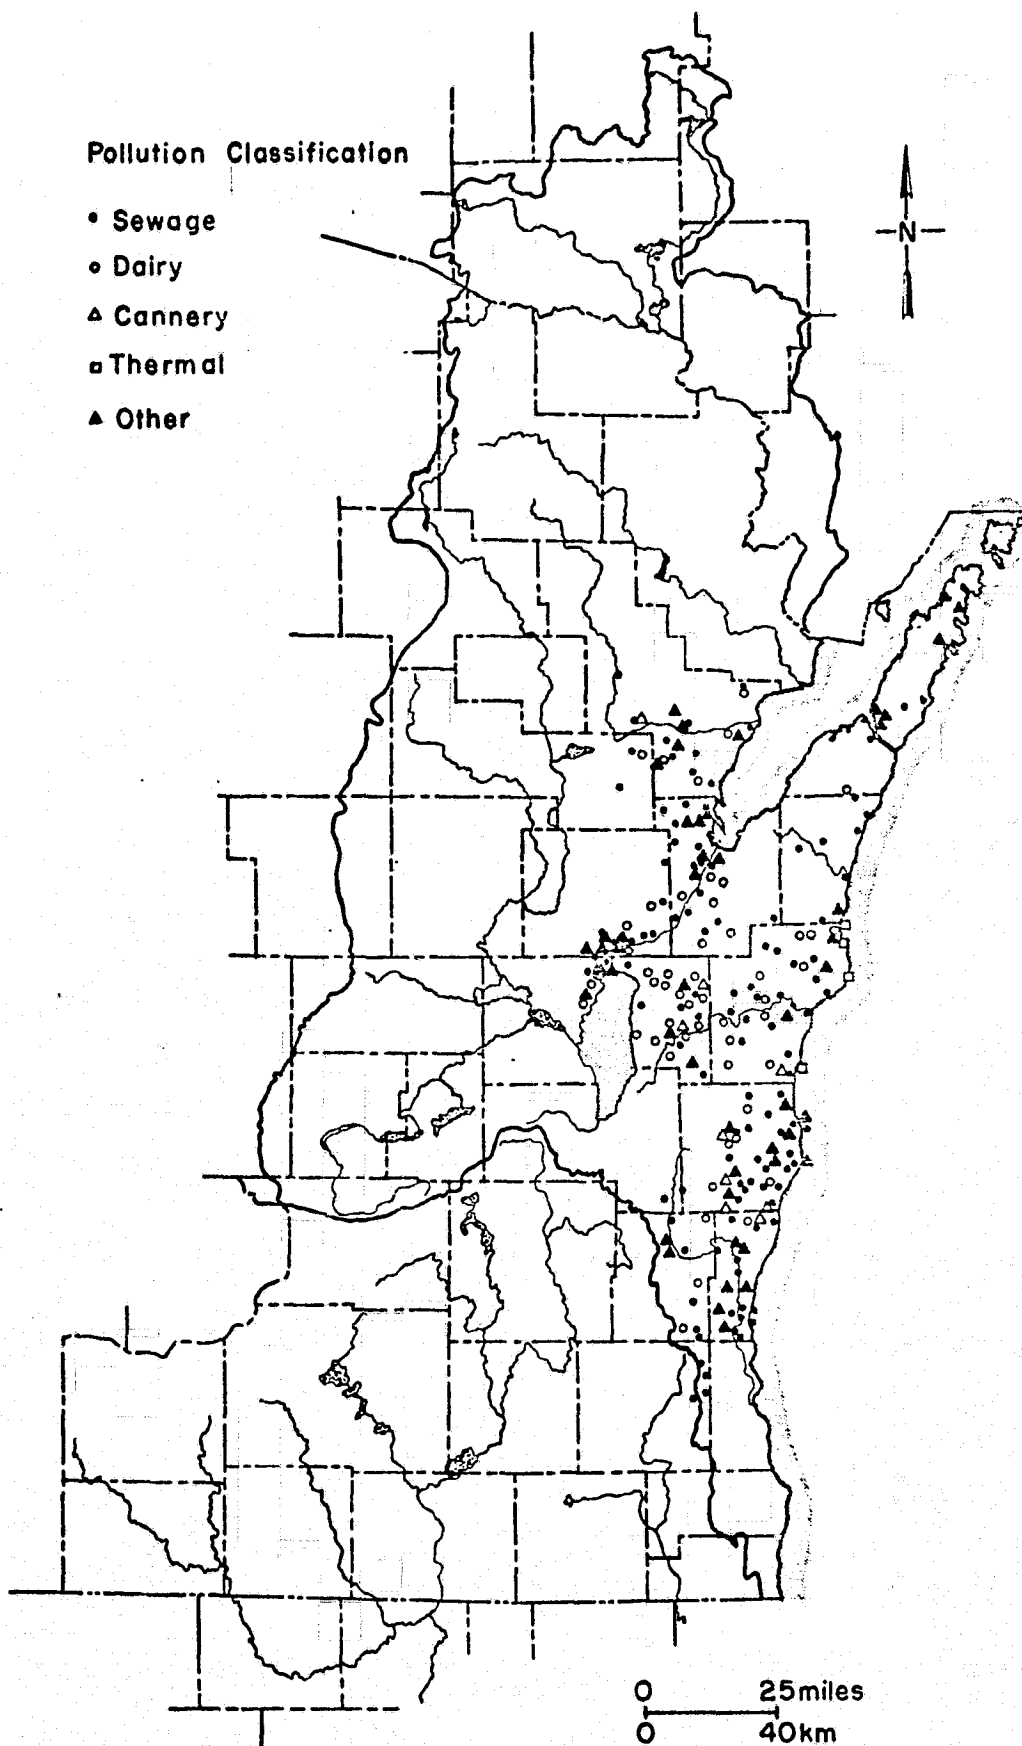 Pollution Classification
Sewage
Dairy
Cannery
Thermal
Other
N
0 25miles
0 40km